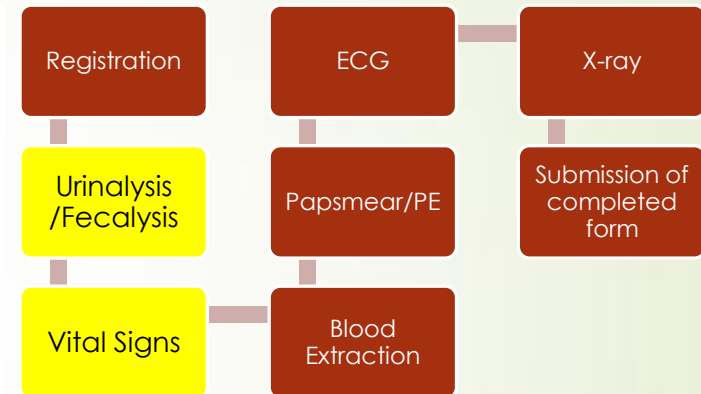 Registration
Urinalysis
/Fecalysis
Vital Signs
Blood
Extraction
Papsmear/PE
ECG
X-ray
Submission of
completed
form